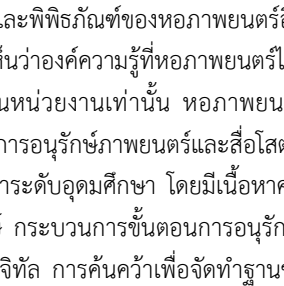 ละพิพิธภัณฑ์ของหอภาพยนตร์อี
ห็นว่าองค์ความรู้ที่หอภาพยนตร์ไ
นหน่วยงานเท่านั้น หอภาพยน
การอนุรักษ์ภาพยนตร์และสื่อโสต
าระดับอุดมศึกษา โดยมีเนื้อหาค
กระบวนการขั้นตอนการอนุรัก
จิทัล การค้นคว้าเพื่อจัดทำฐานข